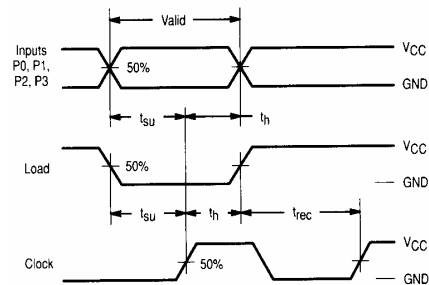 Valid
Inputs
P0, P1,
P2, P3
50%
VCC
GND
tsu
th
Load
50%
VCC
GND
tsu
th
trec
Clock
50%
VCC
GND